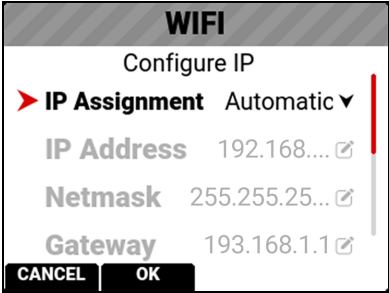 WIFI
Configure IP
IP Assignment Automatic
IP Address 192.168....
Netmask 255.255.25...
Gateway 193.168.1.1
CANCEL OK